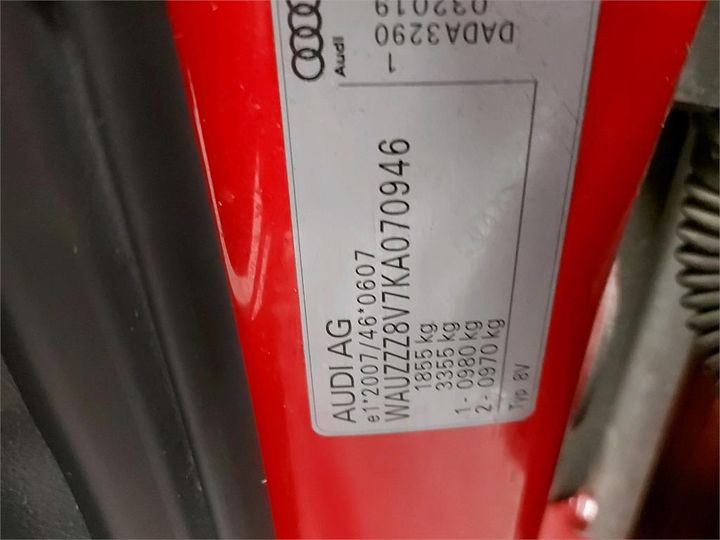 AUDI AG
e1*2007/46*0607
WAUZZZ8V7KA070946
1855 kg
3355 kg
1- 0980 kg
2- 0970 kg
Typ 8V
Audi
1
DADA3290
032019